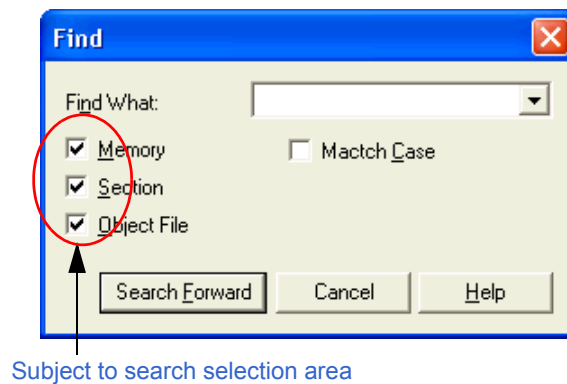 Find
Find What:
Memory
Mactch Case
Section
Object File
Search Forward
Cancel
Help
Subject to search selection area